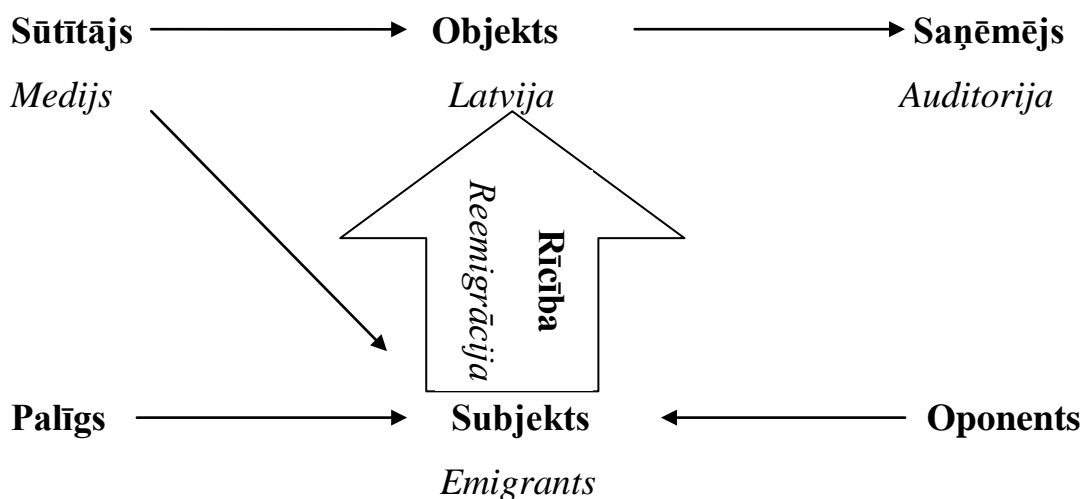 Sūtītājs Objekts Saņēmējs
Medijs Latvija Auditorija
Reemigrācija
Rīcība
Palīgs Subjekts Oponents
Emigrants